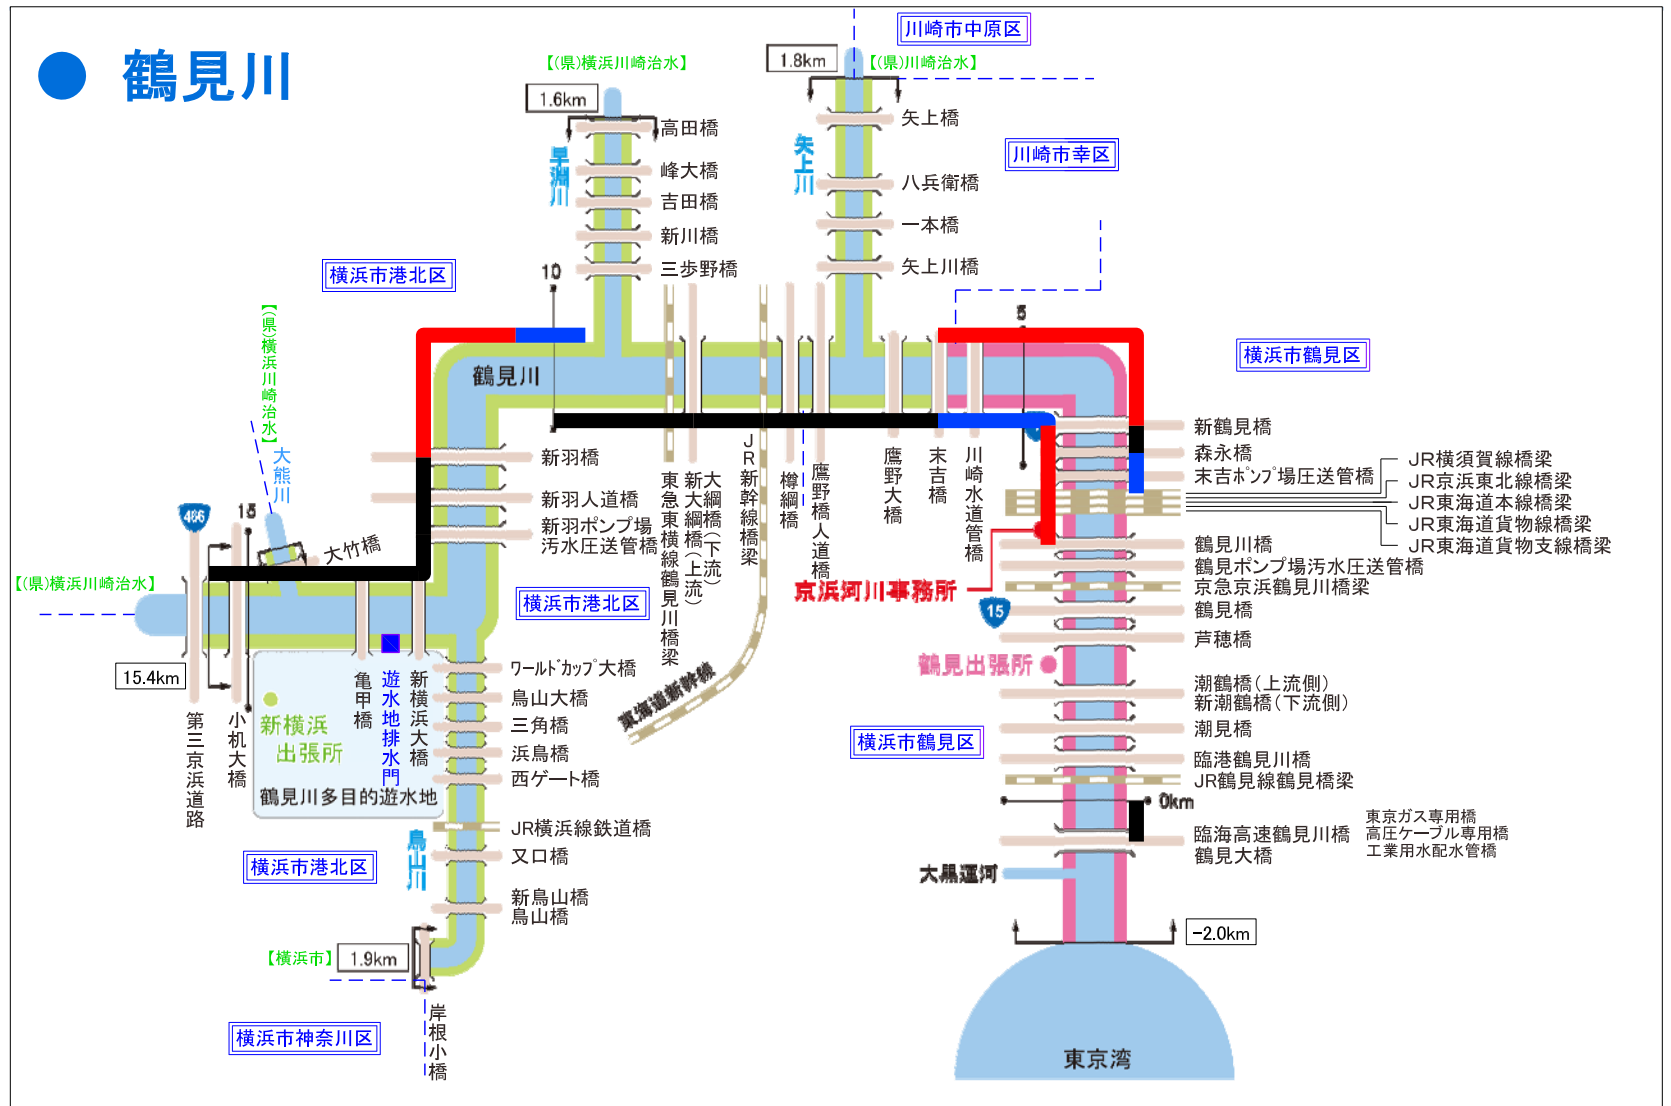 鶴見川
川崎市中原区
【(県)横浜川崎治水】
1.8km
【(県)川崎治水】
1.6km
高田橋
矢上橋
早淵川
矢上川
川崎市幸区
峰大橋
八兵衛橋
吉田橋
一本橋
新川橋
三歩野橋
矢上川橋
横浜市港北区
10
5
【(県)横浜川崎治水】
横浜市鶴見区
鶴見川
新鶴見橋
森永橋
末吉ポンプ場圧送管橋
JR横須賀線橋梁
JR京浜東北線橋梁
JR東海道本線橋梁
JR東海道貨物線橋梁
JR東海道貨物支線橋梁
大熊川
新羽橋
新羽人道橋
新羽ポンプ場
汚水圧送管橋
東急東横線鶴見川橋梁
新大綱橋(上流)
大綱橋(下流)
JR新幹線橋梁
樽綱橋
鷹野橋人道橋
鷹野大橋
末吉橋
川崎水道管橋
466
15
大竹橋
鶴見川橋
鶴見ポンプ場汚水圧送管橋
京急京浜鶴見川橋梁
鶴見橋
芦穂橋
【(県)横浜川崎治水】
京浜河川事務所
15
横浜市港北区
15.4km
鶴見出張所
ワールドカップ大橋
鳥山大橋
三角橋
浜鳥橋
西ゲート橋
東海道新幹線
潮鶴橋(上流側)
新潮鶴橋(下流側)
潮見橋
臨港鶴見川橋
JR鶴見線鶴見橋梁
横浜市鶴見区
第三京浜道路
小机大橋
新横浜
出張所
亀甲橋
遊水地排水門
新横浜大橋
鶴見川多目的遊水地
0km
JR横浜線鉄道橋
又口橋
鳥山川
横浜市港北区
臨海高速鶴見川橋
鶴見大橋
東京ガス専用橋
高圧ケーブル専用橋
工業用水配水管橋
大黒運河
新鳥山橋
鳥山橋
-2.0km
【横浜市】
1.9km
横浜市神奈川区
岸根小橋
東京湾